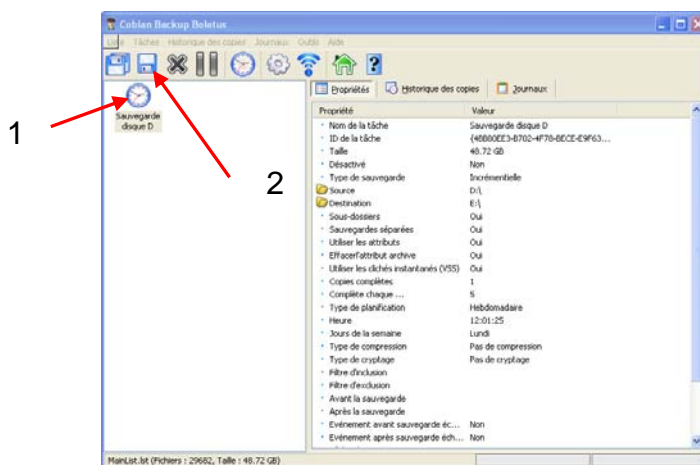 Cobian Backup Boletus
Liste Tâches Historique des copies Journaux Outils Aide
Propriétés Historique des copies Journaux
1
2
Sauvegarde
disque D
Propriété Valeur
Nom de la tâche Sauvegarde disque D
ID de la tâche
Taille 48.72 GB
Désactivé Non
Type de sauvegarde Incrémentielle
Source D:\
Destination E:\
Sous-dossiers Oui
Sauvegardes séparées Oui
Utiliser les attributs Oui
Effacer l'attribut archive Oui
Utiliser les clichés instantanés (VSS) Oui
Copies complètes 1
Complète chaque ... 5
Type de planification Hebdomadaire
Heure 12:01:25
Jours de la semaine Lundi
Type de compression Pas de compression
Type de cryptage Pas de cryptage
Filtre d'inclusion
Filtre d'exclusion
Avant la sauvegarde
Après la sauvegarde
Evénement avant sauvegarde éc... Non
Evénement après sauvegarde éch... Non
MainList.lst (Fichiers : 29682, Taille : 48.72 GB)